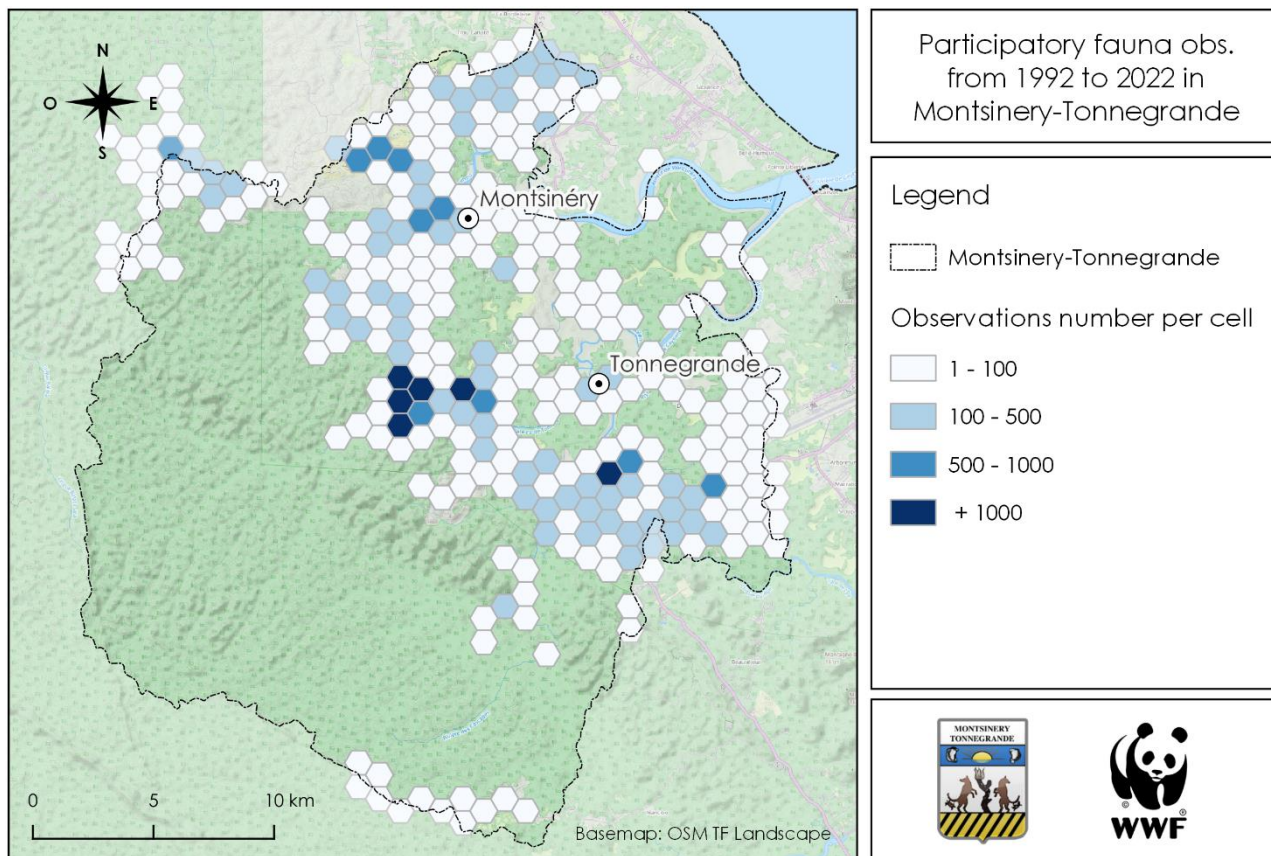 Participatory fauna obs.
from 1992 to 2022 in
Montsinery-Tonnegrande
N
O
E
S
Montsinéry
Tonnegrande
0
5
10 km
Basemap: OSM TF Landscape
Legend
Montsinery-Tonnegrande
Observations number per cell
1 - 100
100 - 500
500 - 1000
+ 1000
MONTSINERY
TONNEGRANDE
©
®
WWF